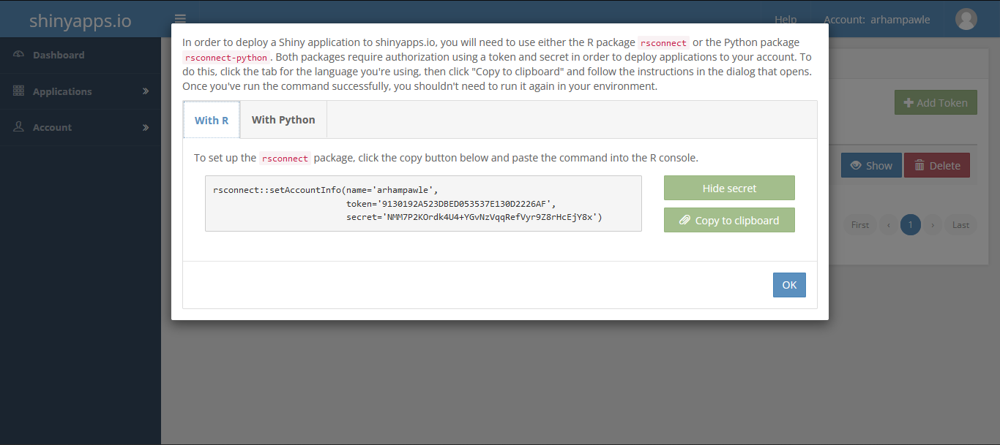 shinyapps.io
Help
Account: arhampawle
Dashboard
Applications
Account
In order to deploy a Shiny application to shinyapps.io, you will need to use either the R package rsconnect or the Python package
rsconnect-python. Both packages require authorization using a token and secret in order to deploy applications to your account. To
do this, click the tab for the language you're using, then click "Copy to clipboard" and follow the instructions in the dialog that opens.
Once you've run the command successfully, you shouldn't need to run it again in your environment.
With R
With Python
To set up the rsconnect package, click the copy button below and paste the command into the R console.
rsconnect::setAccountInfo(name='arhampawle',
token='9130192A523DBED053537E130D2226AF',
secret='NMM7P2KOrdk4U4+YGvNzVqqRefVyr9Z8rHcEjY8x')
Hide secret
Copy to clipboard
OK
Add Token
Show
Delete
First ‹ 1 › Last